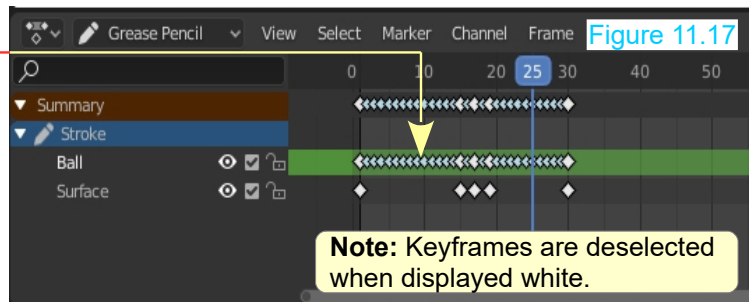 Grease Pencil View Select Marker Channel Frame Figure 11.17
0 10 20 25 30 40 50
Summary
Stroke
Ball
Surface
Note: Keyframes are deselected
when displayed white.